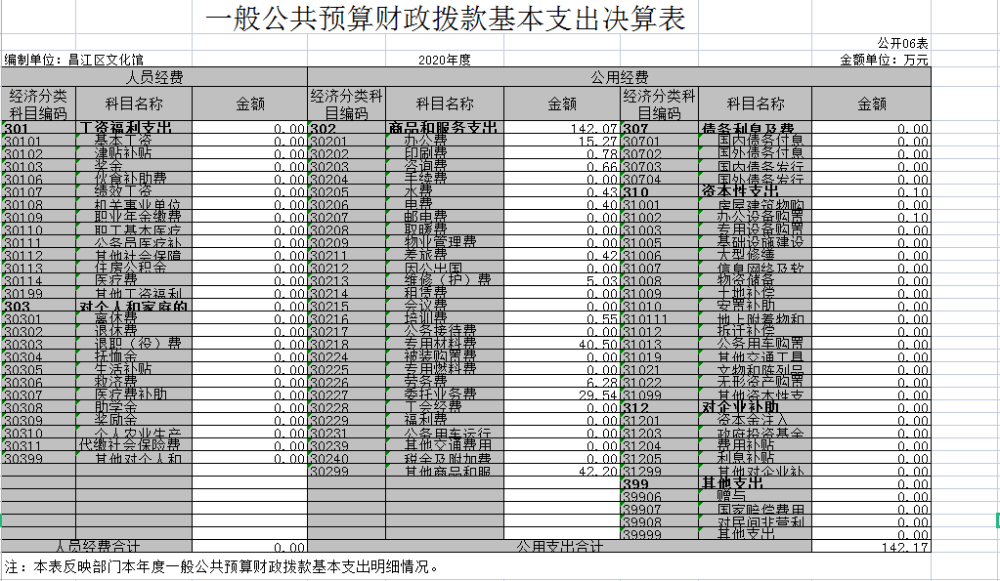 一般公共预算财政拨款基本支出决算表
公开06表
编制单位：昌江区文化馆 2020年度 金额单位：万元
人员经费 公用经费
经济分类科目编码 科目名称 金额 经济分类科目编码 科目名称 金额 经济分类科目编码 科目名称 金额
301 工资福利支出 0.00 302 商品和服务支出 142.07 307 债务利息及费 0.00
30101 基本工资 0.00 30201 办公费 15.27 30701 国内债务付息 0.00
30102 津贴补贴 0.00 30202 印刷费 0.78 30702 国外债务付息 0.00
30103 奖金 0.00 30203 咨询费 0.66 30703 国内债务发行 0.00
30106 伙食补助费 0.00 30204 手续费 0.00 30704 国外债务发行 0.00
30107 绩效工资 0.00 30205 水费 0.43 310 资本性支出 0.10
30108 机关事业单位 0.00 30206 电费 0.40 31001 房屋建筑物购 0.00
30109 职业年金缴费 0.00 30207 邮电费 0.00 31002 办公设备购置 0.10
30110 职工基本医疗 0.00 30208 取暖费 0.00 31003 专用设备购置 0.00
30111 公务员医疗补 0.00 30209 物业管理费 0.00 31005 基础设施建设 0.00
30112 其他社会保障 0.00 30211 差旅费 0.42 31006 大型修缮 0.00
30113 住房公积金 0.00 30212 因公出国 0.00 31007 信息网络及软 0.00
30114 医疗费 0.00 30213 维修（护）费 5.03 31008 物资储备 0.00
30199 其他工资福利 0.00 30214 租赁费 0.00 31009 土地补偿 0.00
303 对个人和家庭的 0.00 30215 会议费 0.00 31010 安置补助 0.00
30301 离休费 0.00 30216 培训费 0.55 310111 地上附着物和 0.00
30302 退休费 0.00 30217 公务接待费 0.00 31012 拆迁补偿 0.00
30303 退职（役）费 0.00 30218 专用材料费 40.50 31013 公务用车购置 0.00
30304 抚恤金 0.00 30224 被装购置费 0.00 31019 其他交通工具 0.00
30305 生活补贴 0.00 30225 专用燃料费 0.00 31021 文物和陈列品 0.00
30306 救济费 0.00 30226 劳务费 6.28 31022 无形资产购置 0.00
30307 医疗费补助 0.00 30227 委托业务费 29.54 31099 其他资本性支 0.00
30308 助学金 0.00 30228 工会经费 0.00 312 对企业补助 0.00
30309 奖励金 0.00 30229 福利费 0.00 31201 资本金注入 0.00
30310 个人农业生产 0.00 30231 公务用车运行 0.00 31203 政府投资基金 0.00
30311 代缴社会保险费 0.00 30239 其他交通费用 0.00 31204 费用补贴 0.00
30399 其他对个人和 0.00 30240 税金及附加费 0.00 31205 利息补贴 0.00
30299 其他商品和服 42.20 31299 其他对企业补 0.00
399 其他支出 0.00
39906 赠与 0.00
39907 国家赔偿费用 0.00
39908 对民间非营利 0.00
39999 其他支出 0.00
人员经费合计 0.00 公用支出合计 142.17
注：本表反映部门本年度一般公共预算财政拨款基本支出明细情况。